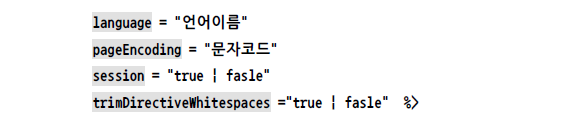 language = "언어이름"
pageEncoding = "문자코드"
session = "true | fasle"
trimDirectiveWhitespaces ="true | fasle"  %>